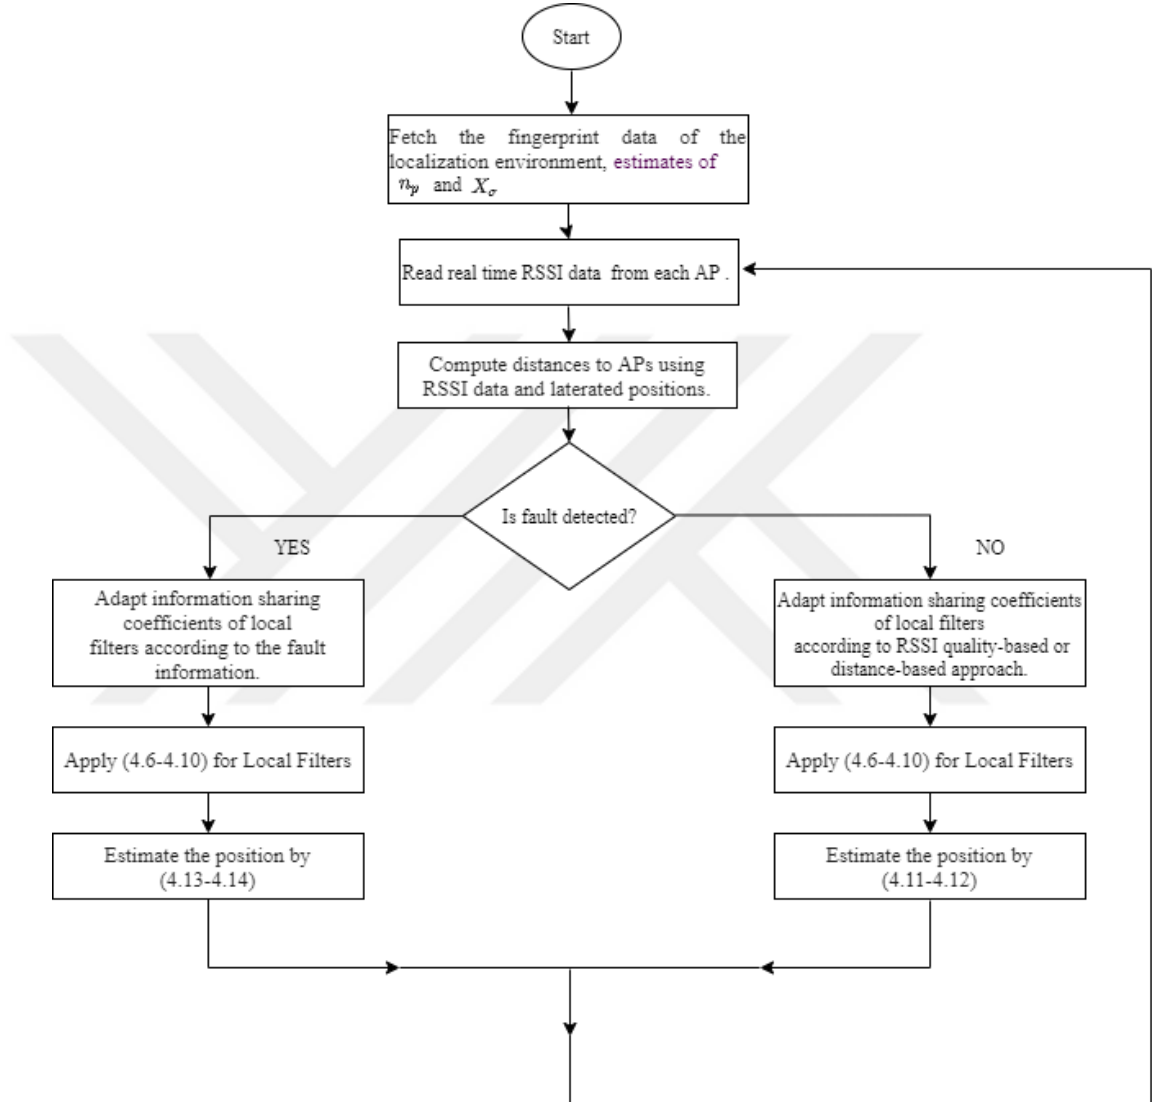 Start
Fetch the fingerprint data of the
localization environment, estimates of
n_p and X_σ
Read real time RSSI data from each AP .
Compute distances to APs using
RSSI data and laterated positions.
Is fault detected?
YES
NO
Adapt information sharing
coefficients of local
filters according to the fault
information.
Adapt information sharing coefficients
of local filters
according to RSSI quality-based or
distance-based approach.
Apply (4.6-4.10) for Local Filters
Apply (4.6-4.10) for Local Filters
Estimate the position by
(4.13-4.14)
Estimate the position by
(4.11-4.12)